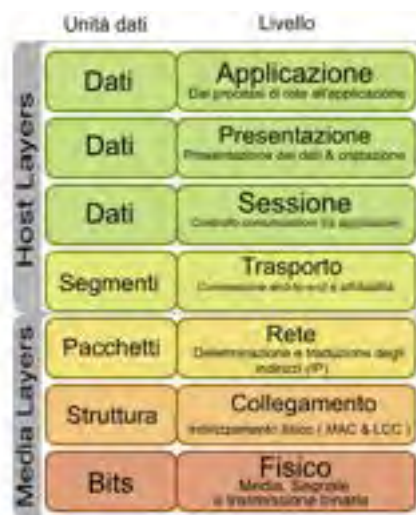 Unità dati Livello
Host Layers
Dati Applicazione
Dai processi di rete all'applicazione
Dati Presentazione
Presentazione dei dati &
Dati Sessione
Controllo comunicazioni tra applicazioni
Segmenti Trasporto
Connessione end-to-end e affidabilità
Media Layers
Pacchetti Rete
Determinazione e traduzione degli
indirizzi (IP)
Struttura Collegamento
Indirizzamento fisico ( MAC & LCC )
Bits Fisico
Media, Segnale
e trasmissione binaria